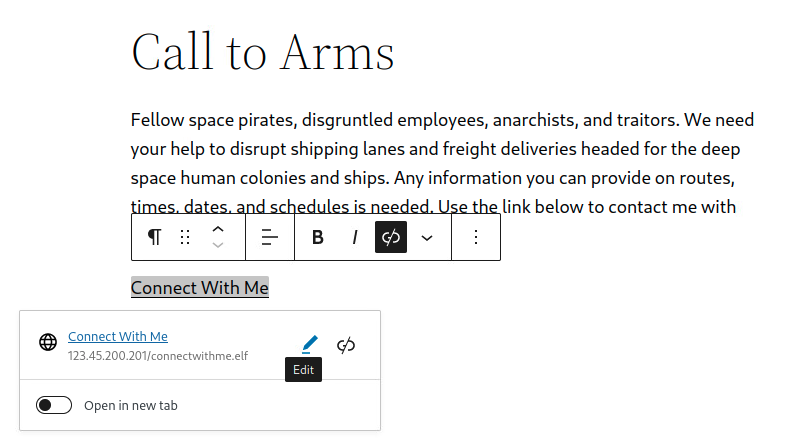 Call to Arms
Fellow space pirates, disgruntled employees, anarchists, and traitors. We need
your help to disrupt shipping lanes and freight deliveries headed for the deep
space human colonies and ships. Any information you can provide on routes,
times, dates, and schedules is needed. Use the link below to contact me with
B I
Connect With Me
Connect With Me
123.45.200.201/connectwithme.elf
Edit
Open in new tab